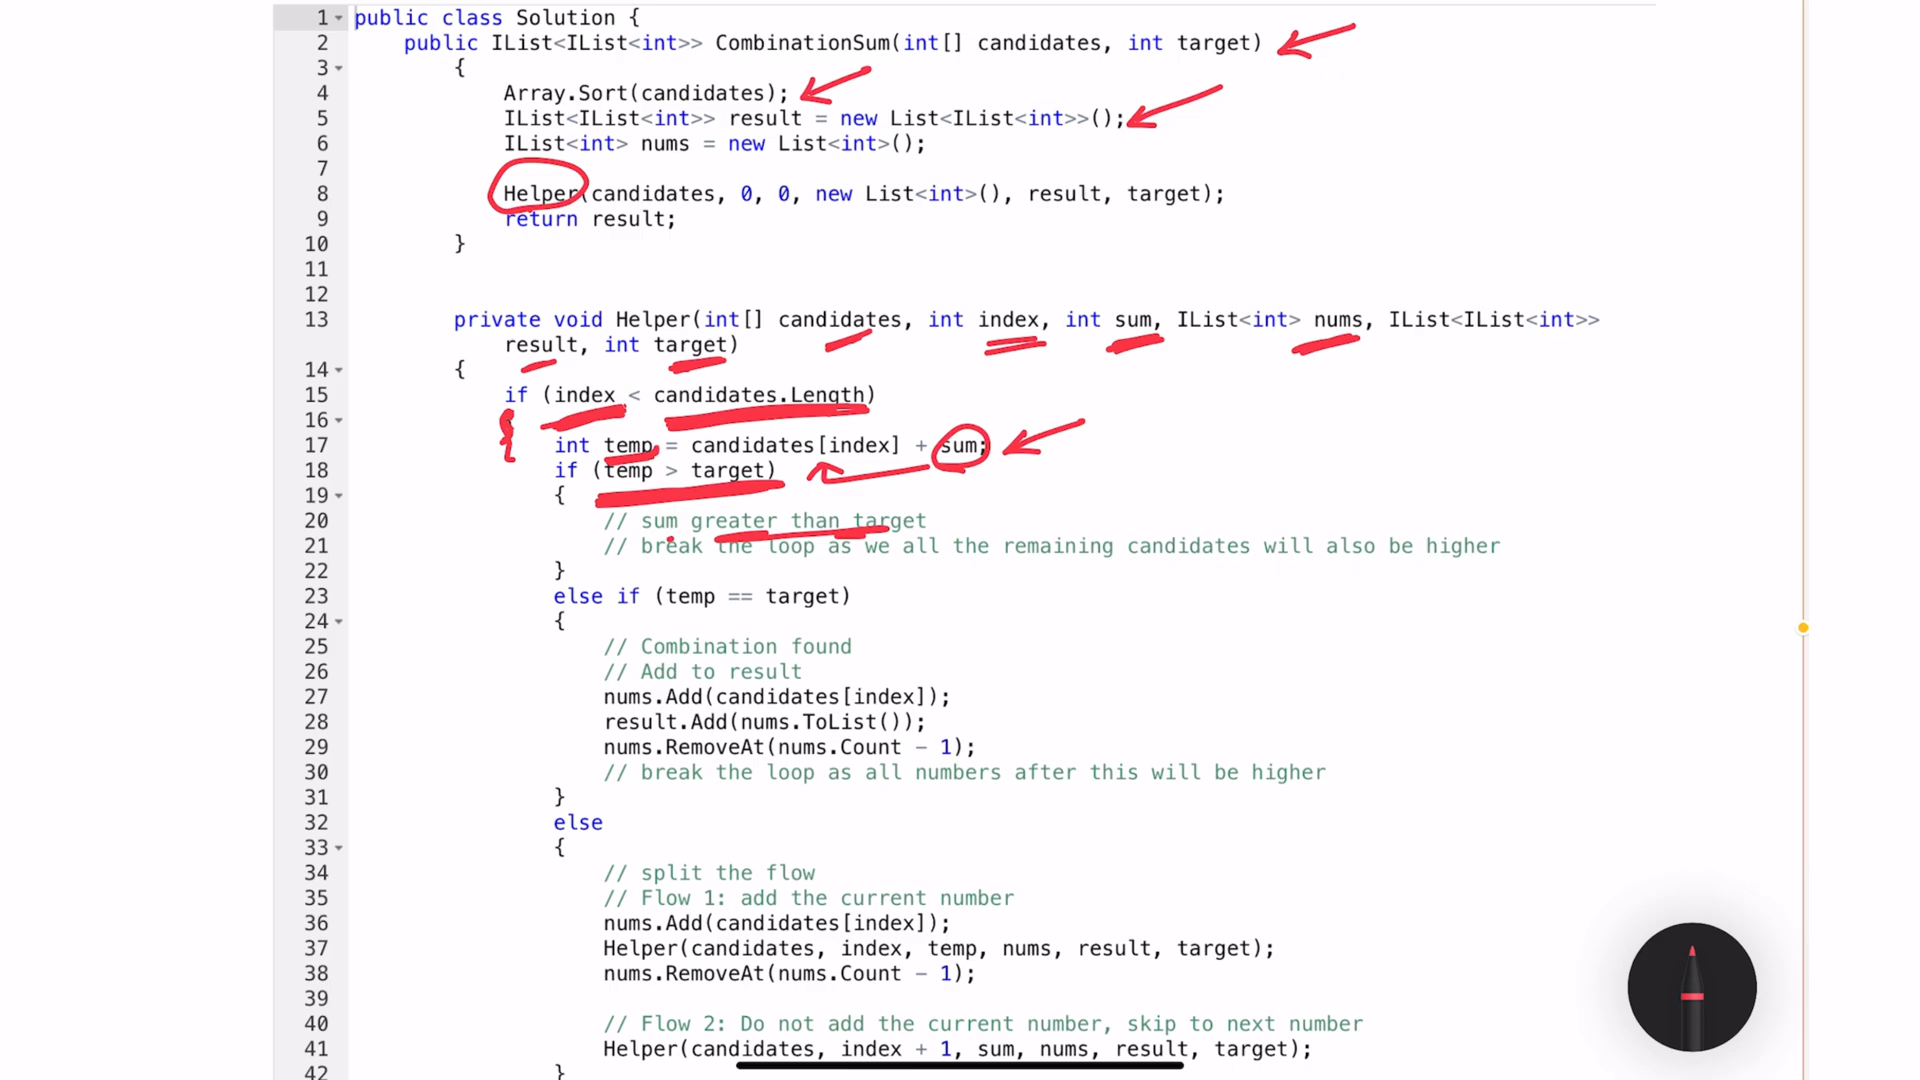 1 public class Solution {
2 public IList<IList<int>> CombinationSum(int[] candidates, int target)
3 {
4 Array.Sort(candidates);
5 IList<IList<int>> result = new List<IList<int>>();
6 IList<int> nums = new List<int>();
7
8 Helper(candidates, 0, 0, new List<int>(), result, target);
9 return result;
10 }
11
12
13 private void Helper(int[] candidates, int index, int sum, IList<int> nums, IList<IList<int>>
result, int target)
14 {
15 if (index < candidates.Length)
16 {
17 int temp = candidates[index] + sum;
18 if (temp > target)
19 {
20 // sum greater than target
21 // break the loop as we all the remaining candidates will also be higher
22 }
23 else if (temp == target)
24 {
25 // Combination found
26 // Add to result
27 nums.Add(candidates[index]);
28 result.Add(nums.ToList());
29 nums.RemoveAt(nums.Count - 1);
30 // break the loop as all numbers after this will be higher
31 }
32 else
33 {
34 // split the flow
35 // Flow 1: add the current number
36 nums.Add(candidates[index]);
37 Helper(candidates, index, temp, nums, result, target);
38 nums.RemoveAt(nums.Count - 1);
39
40 // Flow 2: Do not add the current number, skip to next number
41 Helper(candidates, index + 1, sum, nums, result, target);
42 }